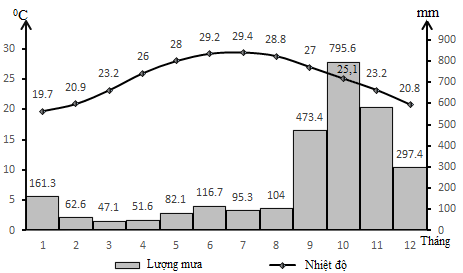 ⁰C mm
30 25 20 15 10 5 0
900 800 700 600 500 400 300 200 100 0
19.7 20.9 23.2 26 28 29.2 29.4 28.8 27 25,1 23.2 20.8
161.3 62.6 47.1 51.6 82.1 116.7 95.3 104 473.4 795.6 297.4
1 2 3 4 5 6 7 8 9 10 11 12 Tháng
Lượng mưa Nhiệt độ